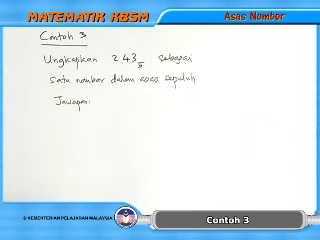 MATEMATIK KBSM
Asas Nombor
Contoh 3
Ungkapkan 243₅ sebagai
satu nombor dalam asas sepuluh
Jawapan:
© KEMENTERIAN PELAJARAN MALAYSIA
Contoh 3